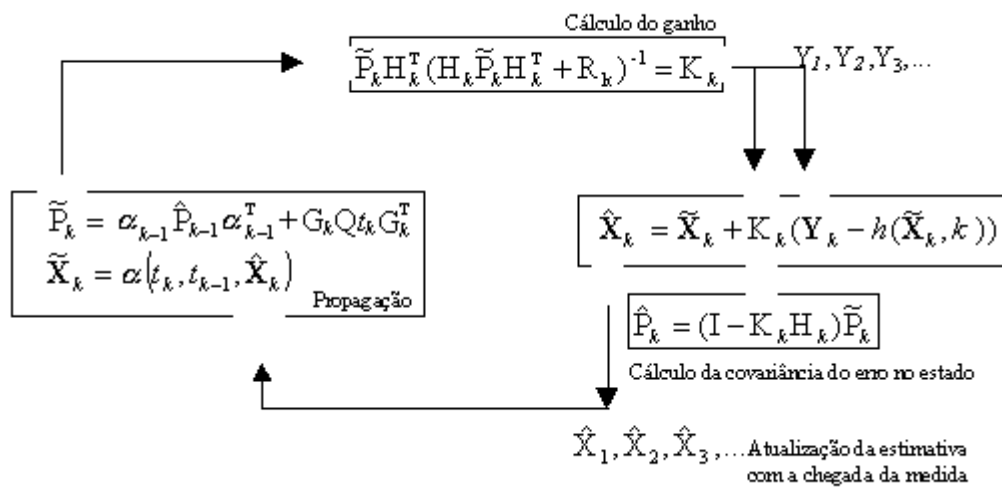 Cálculo do ganho
P̃ₖHₖᵀ(HₖP̃ₖHₖᵀ + Rₖ)⁻¹ = Kₖ
Y₁, Y₂, Y₃, ...
P̃ₖ = αₖ₋₁P̂ₖ₋₁αₖ₋₁ᵀ + GₖQtₖGₖᵀ
X̃ₖ = α(tₖ, tₖ₋₁, X̂ₖ)
Propagação
X̂ₖ = X̃ₖ + Kₖ(Yₖ − h(X̃ₖ, k))
P̂ₖ = (I − KₖHₖ)P̃ₖ
Cálculo da covariância do erro no estado
X̂₁, X̂₂, X̂₃, ... Atualização da estimativa
com a chegada da medida